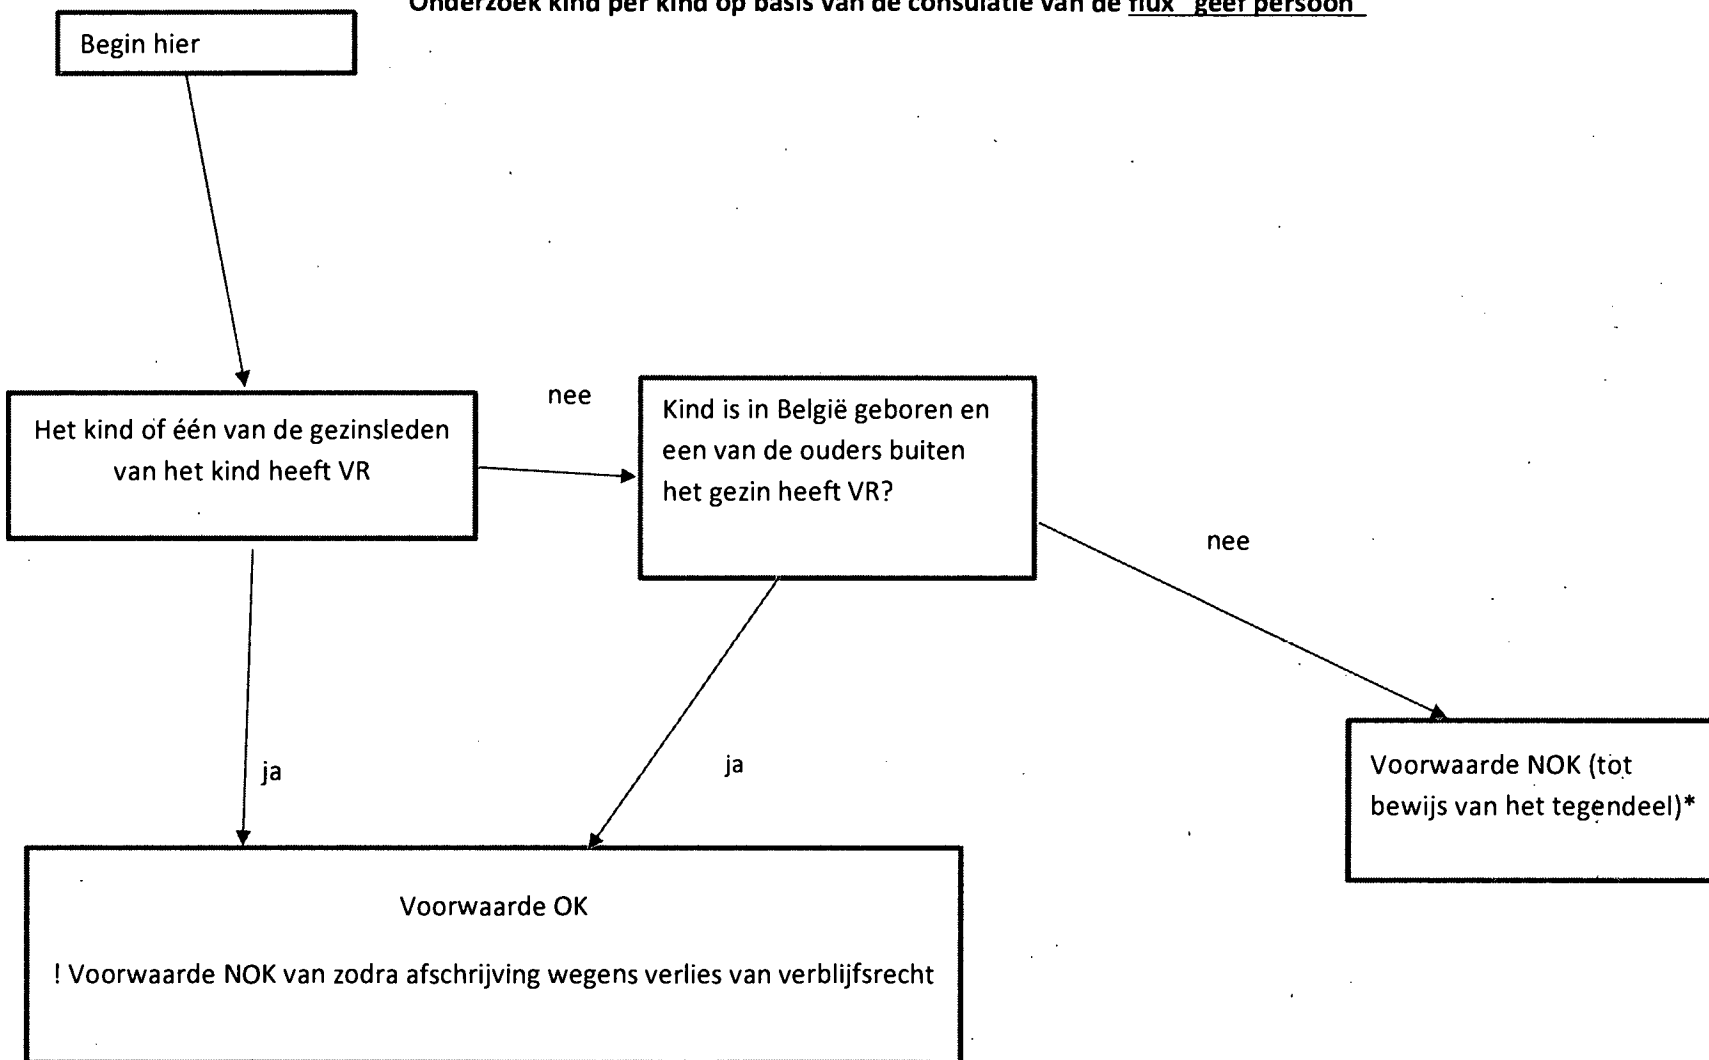 Onderzoek kind per kind op basis van de consulatie van de flux "geef persoon"
Begin hier
Het kind of één van de gezinsleden
van het kind heeft VR
nee
Kind is in België geboren en
een van de ouders buiten
het gezin heeft VR?
nee
ja
ja
Voorwaarde NOK (tot
bewijs van het tegendeel)*
Voorwaarde OK
! Voorwaarde NOK van zodra afschrijving wegens verlies van verblijfsrecht